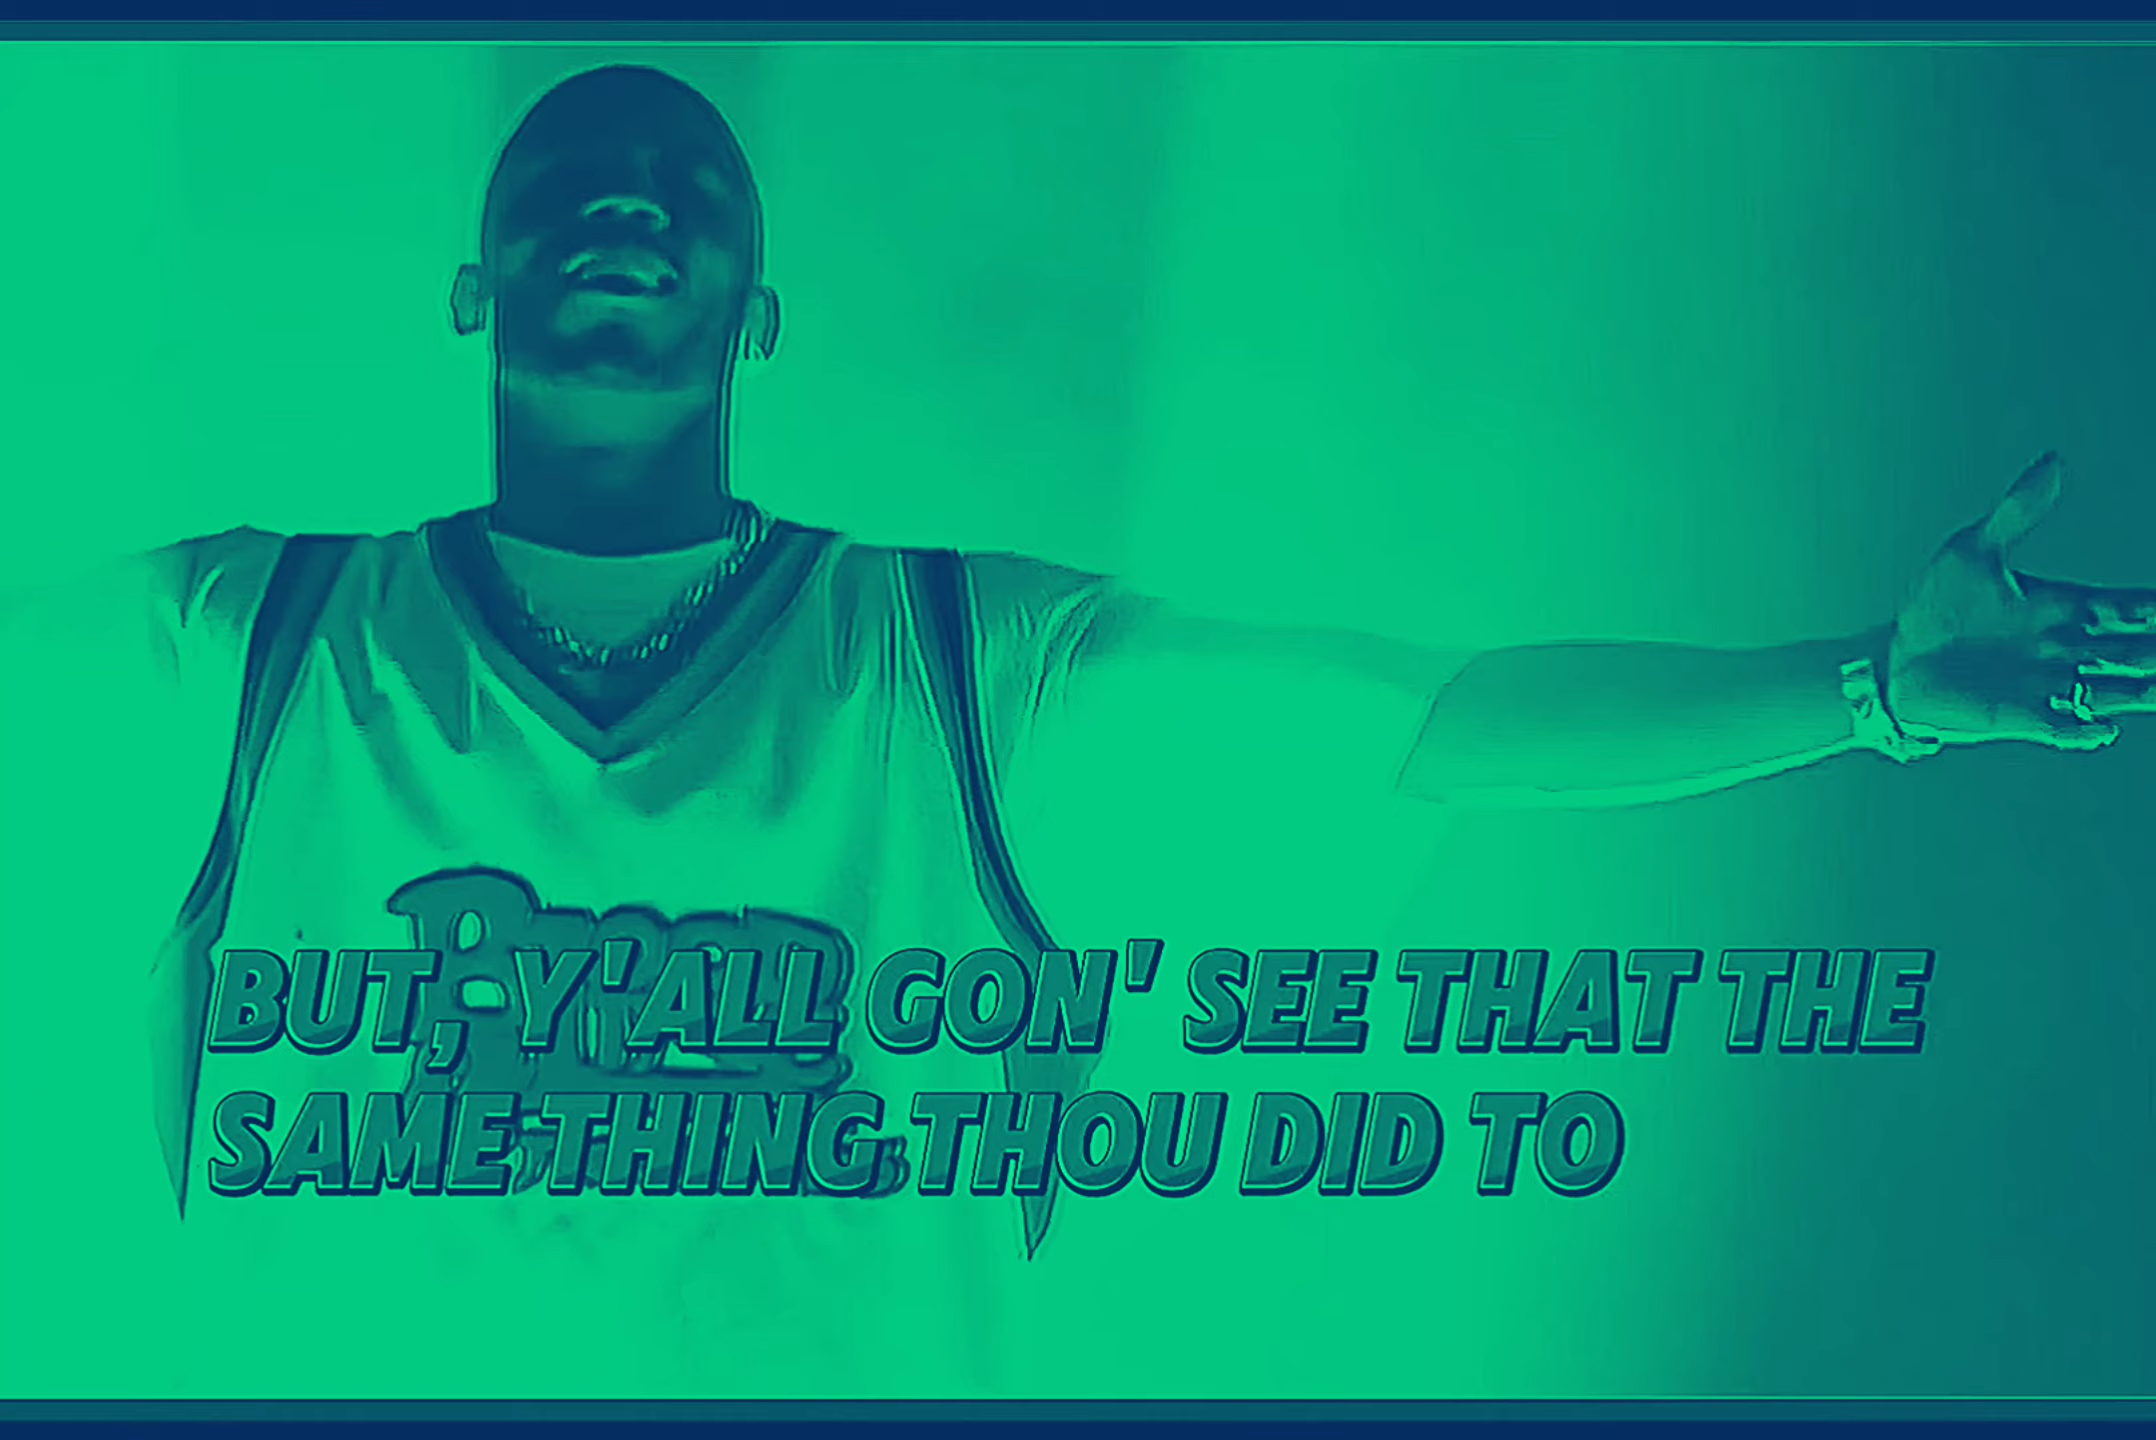 BUT, Y'ALL GON' SEE THAT THE
SAME THING THOU DID TO